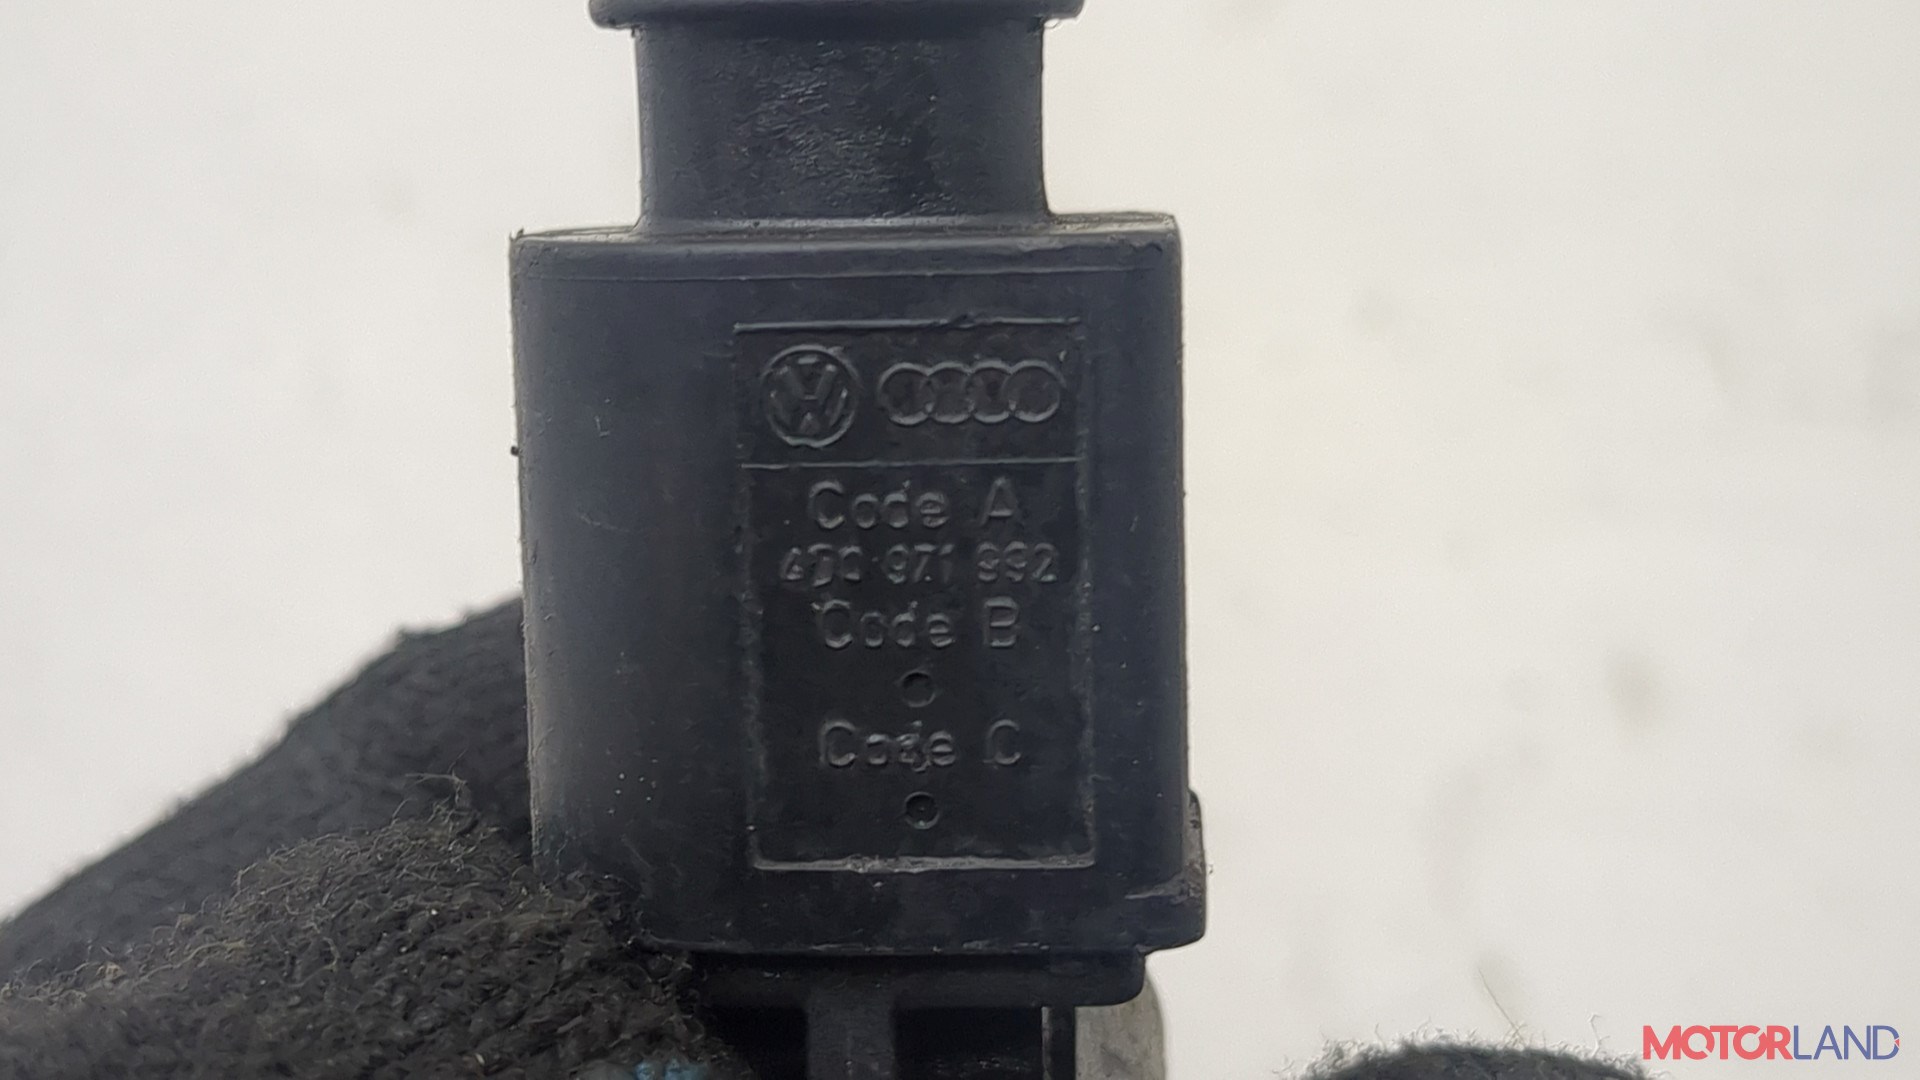 Code A
4D0 971 992
Code B
Code C
MOTORLAND